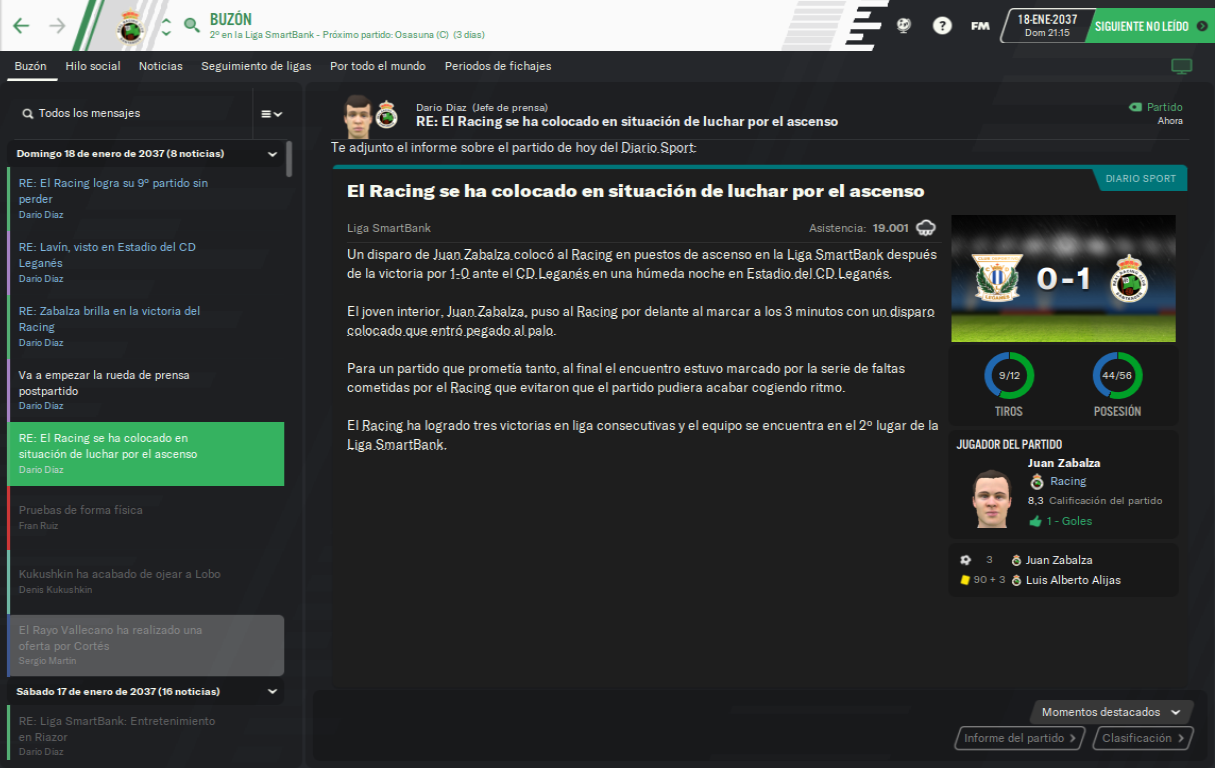 BUZÓN
2º en la Liga SmartBank - Próximo partido: Osasuna (C) (3 días)
FM
18-ENE-2037
Dom 21:15
SIGUIENTE NO LEÍDO
Buzón
Hilo social
Noticias
Seguimiento de ligas
Por todo el mundo
Periodos de fichajes
Todos los mensajes
Domingo 18 de enero de 2037 (8 noticias)
RE: El Racing logra su 9º partido sin
perder
Darío Díaz
RE: Lavín, visto en Estadio del CD
Leganés
Darío Díaz
RE: Zabalza brilla en la victoria del
Racing
Darío Díaz
Va a empezar la rueda de prensa
postpartido
Darío Díaz
RE: El Racing se ha colocado en
situación de luchar por el ascenso
Darío Díaz
Pruebas de forma física
Fran Ruiz
Kukushkin ha acabado de ojear a Lobo
Denis Kukushkin
El Rayo Vallecano ha realizado una
oferta por Cortés
Sergio Martín
Sábado 17 de enero de 2037 (16 noticias)
RE: Liga SmartBank: Entretenimiento
en Riazor
Darío Díaz
Darío Díaz (Jefe de prensa)
RE: El Racing se ha colocado en situación de luchar por el ascenso
Partido
Ahora
Te adjunto el informe sobre el partido de hoy del Diario Sport:
DIARIO SPORT
El Racing se ha colocado en situación de luchar por el ascenso
Liga SmartBank
Asistencia: 19.001
Un disparo de Juan Zabalza colocó al Racing en puestos de ascenso en la Liga SmartBank después
de la victoria por 1-0 ante el CD Leganés en una húmeda noche en Estadio del CD Leganés.
El joven interior, Juan Zabalza, puso al Racing por delante al marcar a los 3 minutos con un disparo
colocado que entró pegado al palo.
Para un partido que prometía tanto, al final el encuentro estuvo marcado por la serie de faltas
cometidas por el Racing que evitaron que el partido pudiera acabar cogiendo ritmo.
El Racing ha logrado tres victorias en liga consecutivas y el equipo se encuentra en el 2º lugar de la
Liga SmartBank.
0-1
9/12
44/56
TIROS
POSESIÓN
JUGADOR DEL PARTIDO
Juan Zabalza
Racing
8,3 Calificación del partido
1 - Goles
3 Juan Zabalza
90 + 3 Luis Alberto Alijas
Momentos destacados
Informe del partido
Clasificación